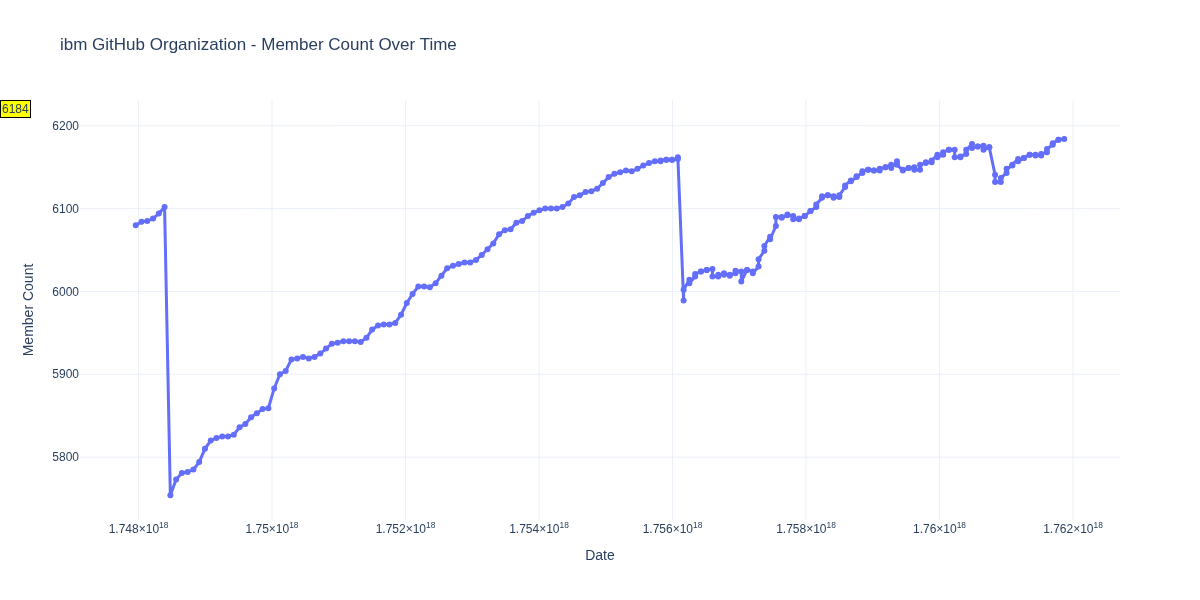 ibm GitHub Organization - Member Count Over Time
6184
6200
6100
6000
5900
5800
Member Count
1.748×10¹⁸ 1.75×10¹⁸ 1.752×10¹⁸ 1.754×10¹⁸ 1.756×10¹⁸ 1.758×10¹⁸ 1.76×10¹⁸ 1.762×10¹⁸
Date